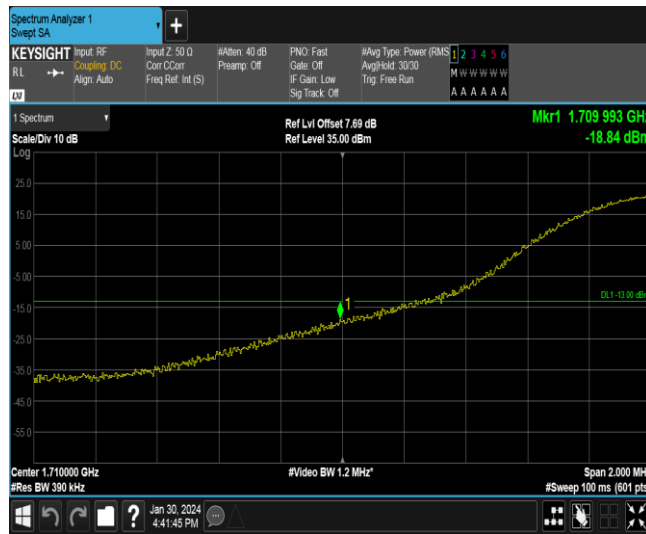 Spectrum Analyzer 1
Swept SA
+
KEYSIGHT
RL
LXI
Input: RF
Coupling: DC
Align: Auto
Input Z: 50 Ω
Corr CCorr
Freq Ref: Int (S)
#Atten: 40 dB
Preamp: Off
PNO: Fast
Gate: Off
IF Gain: Low
Sig Track: Off
#Avg Type: Power (RMS
Avg|Hold: 30/30
Trig: Free Run
1 2 3 4 5 6
M W W W W W
A A A A A A
1 Spectrum
Scale/Div 10 dB
Log
Ref Lvl Offset 7.69 dB
Ref Level 35.00 dBm
Mkr1 1.709 993 GHz
-18.84 dBm
25.0
15.0
5.00
-5.00
-15.0
-25.0
-35.0
-45.0
-55.0
1
DL1 -13.00 dBm
Center 1.710000 GHz
#Res BW 390 kHz
#Video BW 1.2 MHz*
Span 2.000 MH
#Sweep 100 ms (601 pts
?
Jan 30, 2024
4:41:45 PM